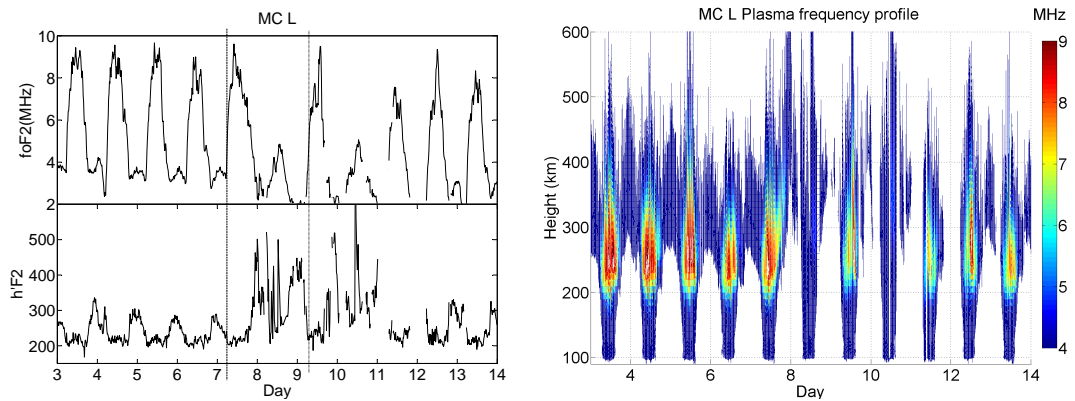 MC L
10
8
6
4
2
foF2(MHz)
500
400
300
200
h'F2
3 4 5 6 7 8 9 10 11 12 13 14
Day
MC L Plasma frequency profile
MHz
600
500
400
300
200
100
Height (km)
4 6 8 10 12 14
Day
9
8
7
6
5
4